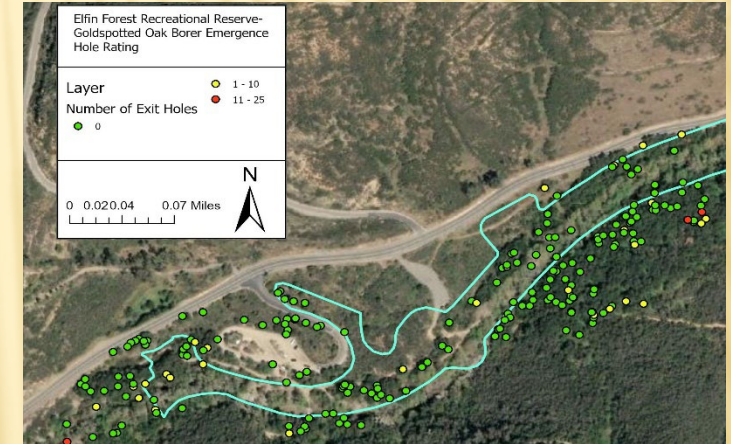 Elfin Forest Recreational Reserve-
Goldspotted Oak Borer Emergence
Hole Rating
Layer
Number of Exit Holes
0
1 - 10
11 - 25
N
0 0.020.04 0.07 Miles